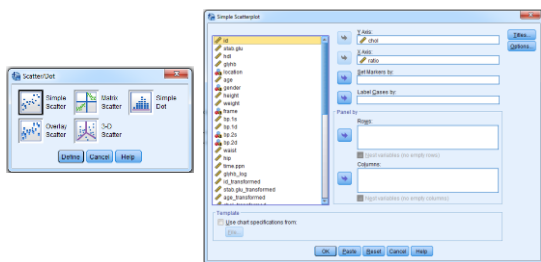 Scatter/Dot
Simple
Scatter
Matrix
Scatter
Simple
Dot
Overlay
Scatter
3-D
Scatter
Define
Cancel
Help
Simple Scatterplot
id
stab.glu
hdl
glyhb
location
age
gender
height
weight
frame
bp.1s
bp.1d
bp.2s
bp.2d
waist
hip
time.ppn
glyhb_log
id_transformed
stab.glu_transformed
age_transformed
Y Axis:
chol
X Axis:
ratio
Set Markers by:
Label Cases by:
Panel by
Rows:
Nest variables (no empty rows)
Columns:
Nest variables (no empty columns)
Titles...
Options...
Template
Use chart specifications from:
File...
OK
Paste
Reset
Cancel
Help